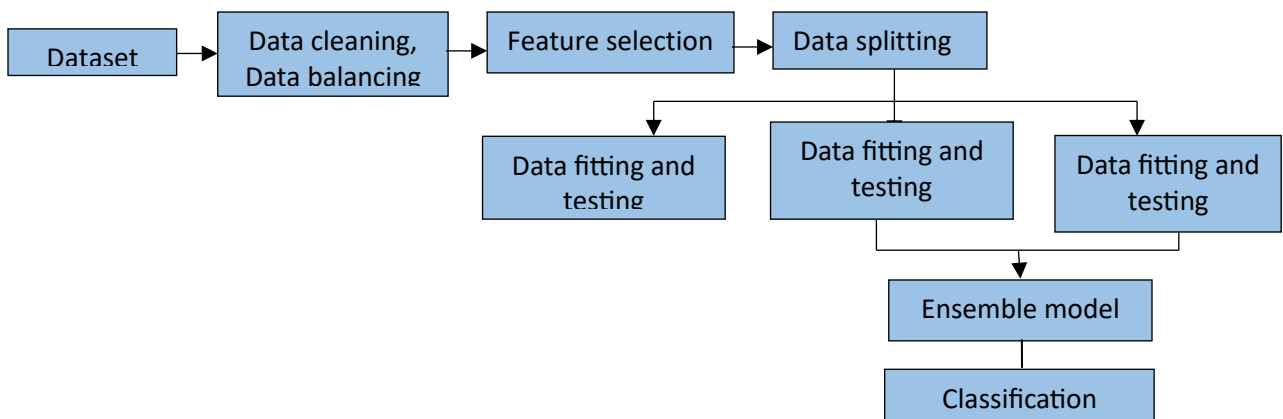 Dataset
Data cleaning,
Data balancing
Feature selection
Data splitting
Data fitting and
testing
Data fitting and
testing
Data fitting and
testing
Ensemble model
Classification